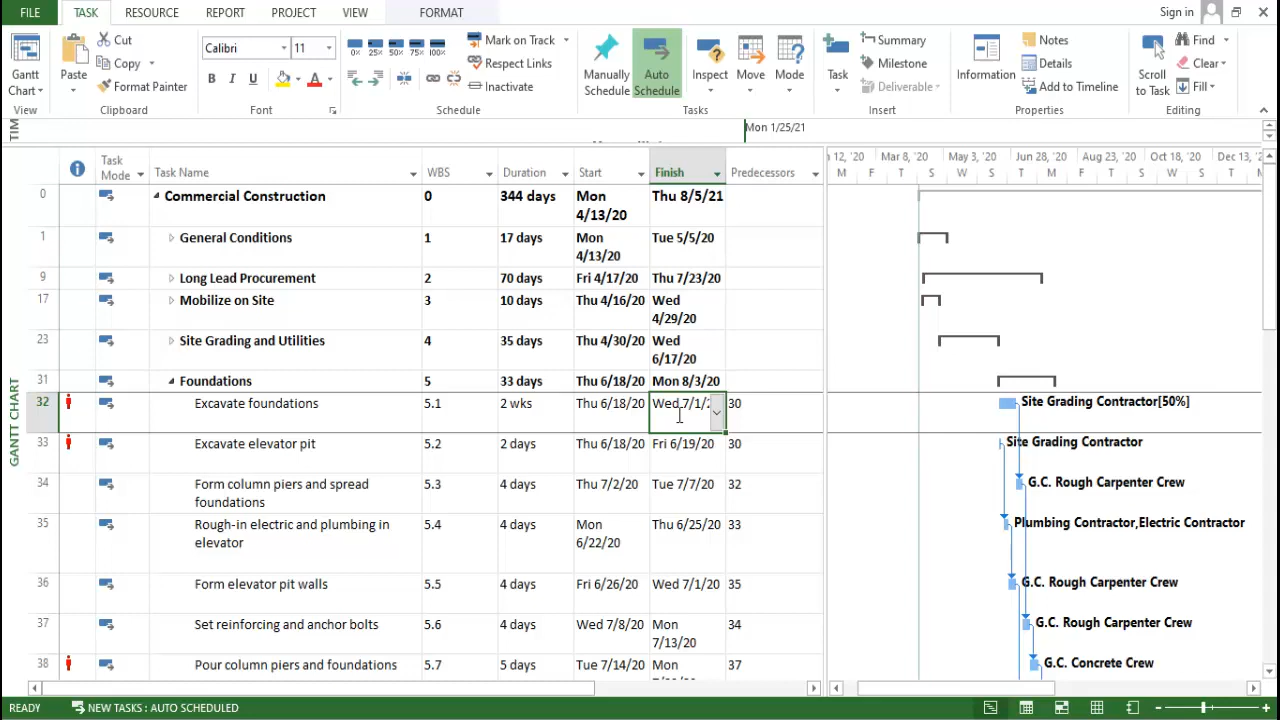 FILE TASK RESOURCE REPORT PROJECT VIEW FORMAT Sign in
Gantt Chart View
Paste Cut Copy Format Painter Clipboard
Calibri 11 B I U A Font
0% 25% 50% 75% 100% Mark on Track Respect Links Inactivate Schedule
Manually Schedule Auto Schedule Inspect Move Mode Tasks
Task Summary Milestone Deliverable Insert
Information Notes Details Add to Timeline Properties
Scroll to Task Find Clear Fill Editing
TIM
Mon 1/25/21
GANTT CHART
Task Mode Task Name WBS Duration Start Finish Predecessors
0 Commercial Construction 0 344 days Mon 4/13/20 Thu 8/5/21
1 General Conditions 1 17 days Mon 4/13/20 Tue 5/5/20
9 Long Lead Procurement 2 70 days Fri 4/17/20 Thu 7/23/20
17 Mobilize on Site 3 10 days Thu 4/16/20 Wed 4/29/20
23 Site Grading and Utilities 4 35 days Thu 4/30/20 Wed 6/17/20
31 Foundations 5 33 days Thu 6/18/20 Mon 8/3/20
32 Excavate foundations 5.1 2 wks Thu 6/18/20 Wed 7/1/2 30
33 Excavate elevator pit 5.2 2 days Thu 6/18/20 Fri 6/19/20 30
34 Form column piers and spread foundations 5.3 4 days Thu 7/2/20 Tue 7/7/20 32
35 Rough-in electric and plumbing in elevator 5.4 4 days Mon 6/22/20 Thu 6/25/20 33
36 Form elevator pit walls 5.5 4 days Fri 6/26/20 Wed 7/1/20 35
37 Set reinforcing and anchor bolts 5.6 4 days Wed 7/8/20 Mon 7/13/20 34
38 Pour column piers and foundations 5.7 5 days Tue 7/14/20 Mon 37
n 12, '20 Mar 8, '20 May 3, '20 Jun 28, '20 Aug 23, '20 Oct 18, '20 Dec 13, '2
M F S W S T M F T S W
Site Grading Contractor[50%]
Site Grading Contractor
G.C. Rough Carpenter Crew
Plumbing Contractor,Electric Contractor
G.C. Rough Carpenter Crew
G.C. Rough Carpenter Crew
G.C. Concrete Crew
READY NEW TASKS : AUTO SCHEDULED